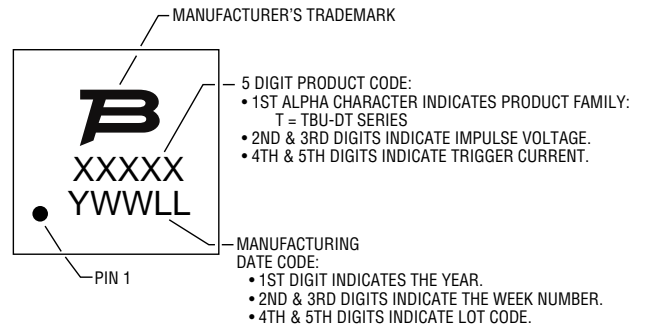 MANUFACTURER'S TRADEMARK
5 DIGIT PRODUCT CODE:
• 1ST ALPHA CHARACTER INDICATES PRODUCT FAMILY:
T = TBU-DT SERIES
• 2ND & 3RD DIGITS INDICATE IMPULSE VOLTAGE.
• 4TH & 5TH DIGITS INDICATE TRIGGER CURRENT.
XXXXX
YWWLL
MANUFACTURING
DATE CODE:
• 1ST DIGIT INDICATES THE YEAR.
• 2ND & 3RD DIGITS INDICATE THE WEEK NUMBER.
• 4TH & 5TH DIGITS INDICATE LOT CODE.
PIN 1